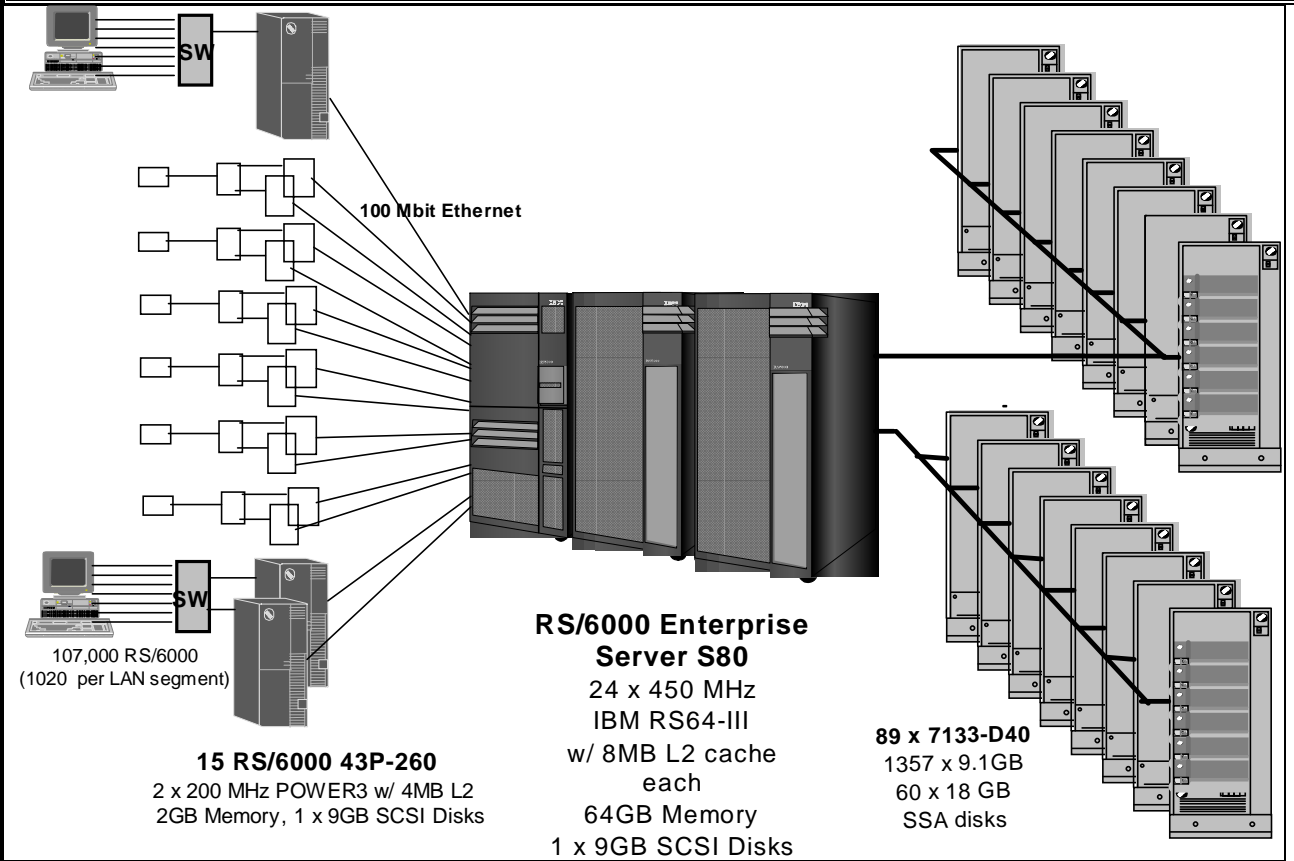 SW
100 Mbit Ethernet
SW
107,000 RS/6000
(1020 per LAN segment)
15 RS/6000 43P-260
2 x 200 MHz POWER3 w/ 4MB L2
2GB Memory, 1 x 9GB SCSI Disks
RS/6000 Enterprise
Server S80
24 x 450 MHz
IBM RS64-III
w/ 8MB L2 cache
each
64GB Memory
1 x 9GB SCSI Disks
89 x 7133-D40
1357 x 9.1GB
60 x 18 GB
SSA disks